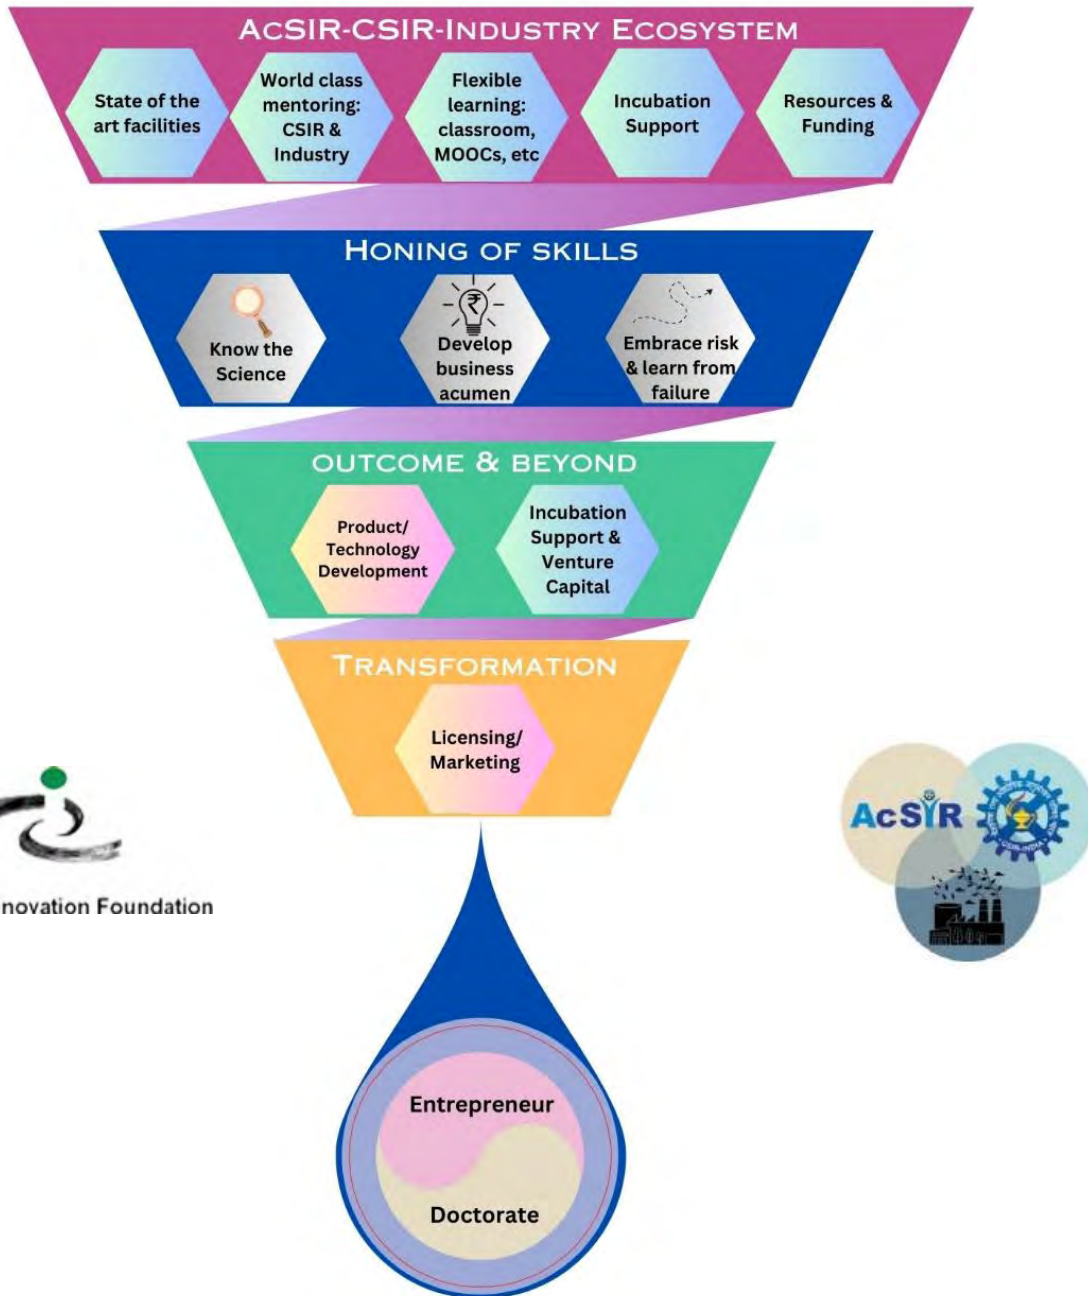 AcSIR-CSIR-Industry Ecosystem
State of the
art facilities
World class
mentoring:
CSIR &
Industry
Flexible
learning:
classroom,
MOOCs, etc
Incubation
Support
Resources &
Funding
Honing of skills
Know the
Science
₹
Develop
business
acumen
Embrace risk
& learn from
failure
outcome & beyond
Product/
Technology
Development
Incubation
Support &
Venture
Capital
Transformation
Licensing/
Marketing
novation Foundation
AcSIR
CSIR-INDIA
Entrepreneur
Doctorate